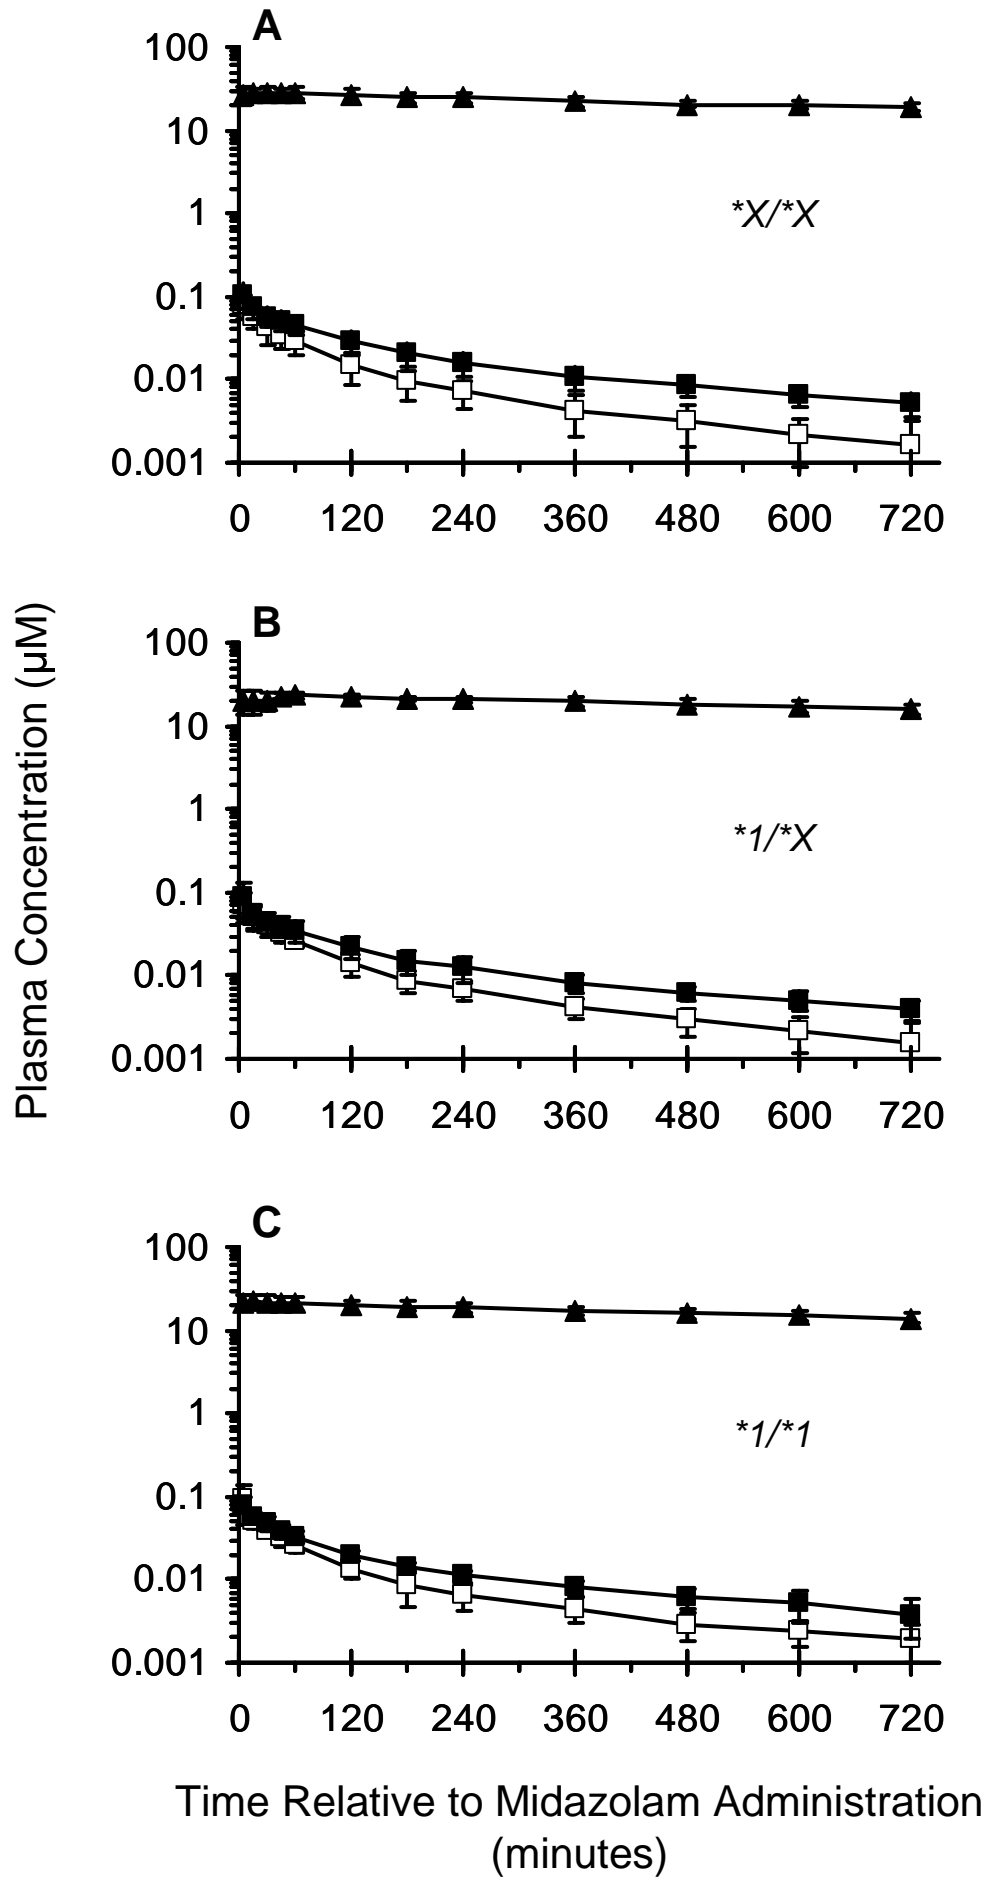 A
100
10
1
0.1
0.01
0.001
*X/*X
0 120 240 360 480 600 720
Plasma Concentration (μM)
B
100
10
1
0.1
0.01
0.001
*1/*X
0 120 240 360 480 600 720
C
100
10
1
0.1
0.01
0.001
*1/*1
0 120 240 360 480 600 720
Time Relative to Midazolam Administration
(minutes)